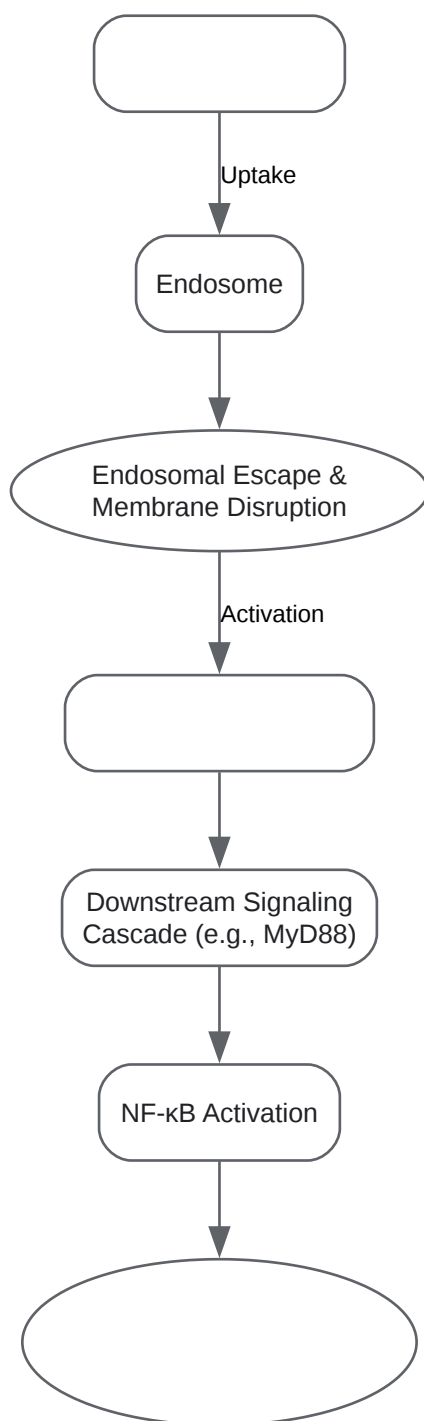 Uptake
Endosome
Endosomal Escape &
Membrane Disruption
Activation
Downstream Signaling
Cascade (e.g., MyD88)
NF-κB Activation